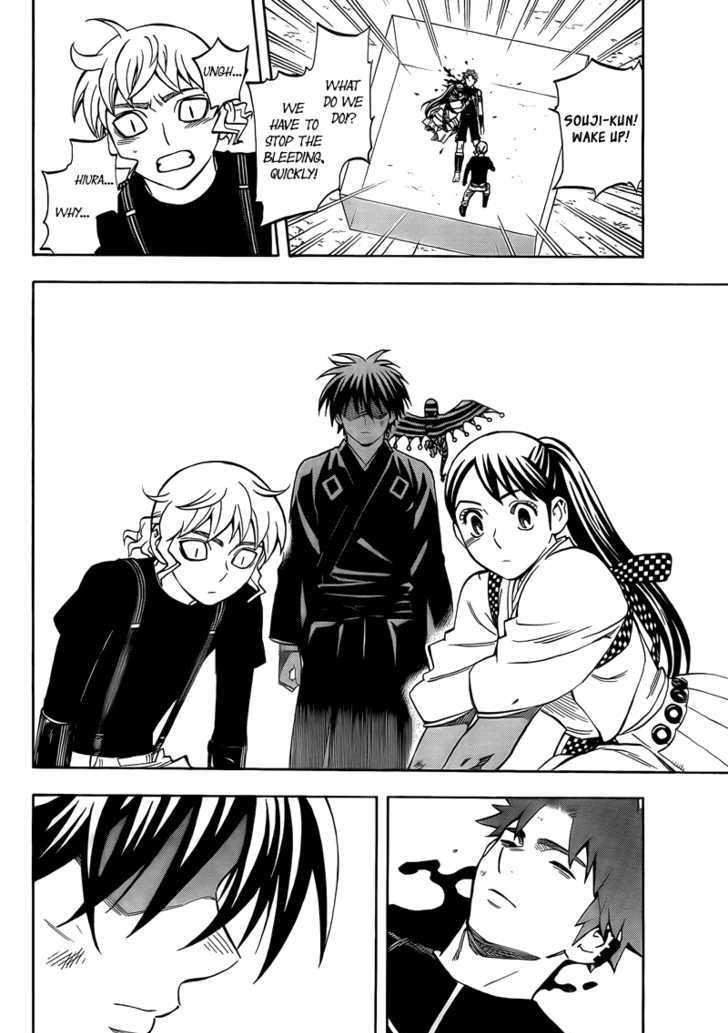 SOUJI-KUN!
WAKE UP!
WHAT
DO WE
DO!?
WE
HAVE TO
STOP THE
BLEEDING,
QUICKLY!
UNGH...
HIURA...
WHY...